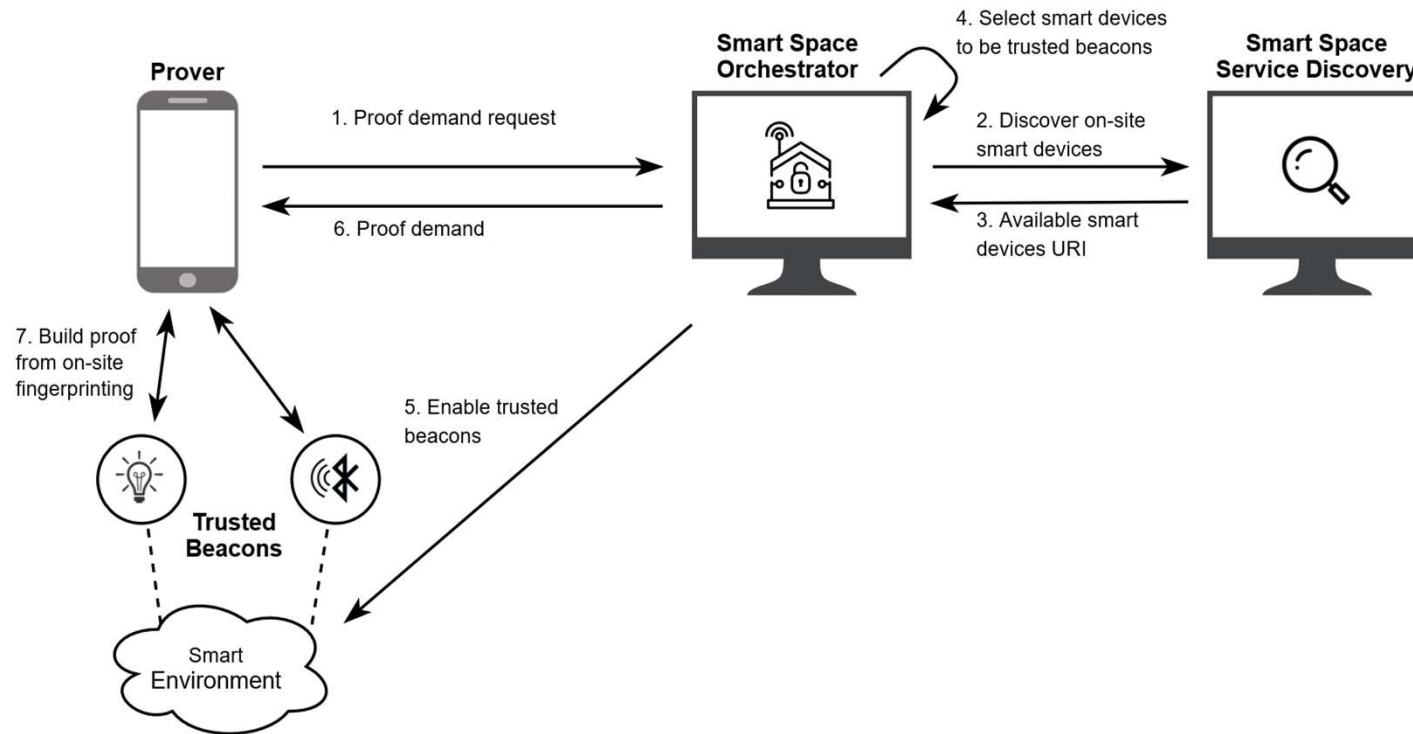 Prover
1. Proof demand request
6. Proof demand
Smart Space
Orchestrator
4. Select smart devices
to be trusted beacons
Smart Space
Service Discovery
2. Discover on-site
smart devices
3. Available smart
devices URI
7. Build proof
from on-site
fingerprinting
5. Enable trusted
beacons
Trusted
Beacons
Smart
Environment